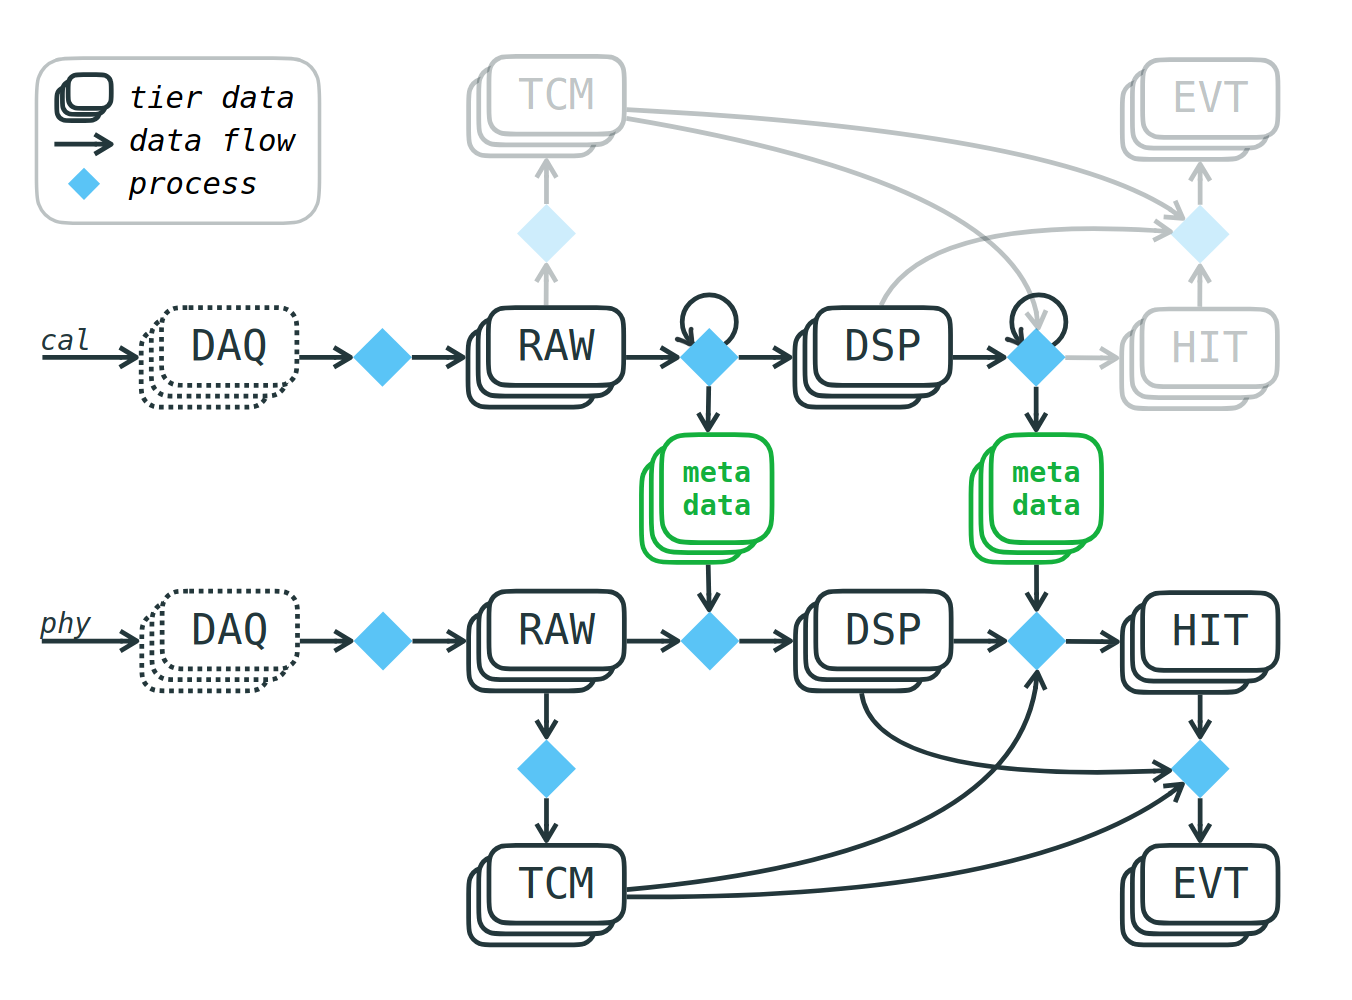 tier data
data flow
process
TCM
EVT
cal
DAQ
RAW
DSP
HIT
meta
data
meta
data
phy
DAQ
RAW
DSP
HIT
TCM
EVT